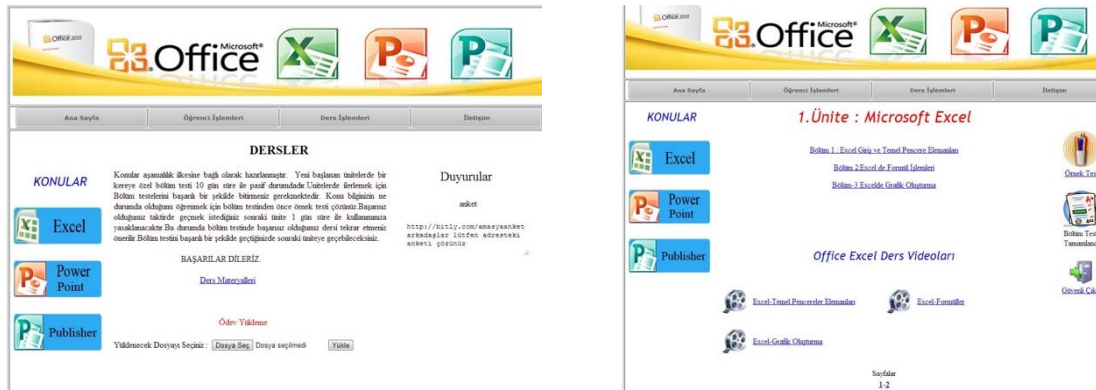 Office 2010
Microsoft®
Office
Ana Sayfa
Öğrenci İşlemleri
Ders İşlemleri
İletişim
DERSLER
KONULAR
Excel
Power
Point
Publisher
Konular aşamalılık ilkesine bağlı olarak hazırlanmıştır. Yeni başlanan ünitelerde bir
kereye özel bölüm testi 10 gün süre ile pasif durumdadır.Ünitelerde ilerlemek için
Bölüm testelerini başarılı bir şekilde bitirmeniz gerekmektedir. Konu bilginizin ne
durumda olduğunu öğrenmek için bölüm testinden önce örnek testi çözünüz.Başarısız
olduğunuz taktirde geçmek istediğiniz sonraki ünite 1 gün süre ile kullanımınıza
yasaklanacaktır.Bu durumda bölüm testinde başarısız olduğunuz dersi tekrar etmeniz
önerilir.Bölüm testini başarılı bir şekilde geçtiğinizde sonraki üniteye geçebileceksiniz.
BAŞARILAR DİLERİZ.
Ders Materyalleri
Ödev Yükleme
Yüklenecek Dosyayı Seçiniz : Dosya Seç Dosya seçilmedi Yükle
Duyurular
anket
http://bitly.com/amasyaanket
arkadaşlar lütfen adresteki
anketi çözünüz
Office 2010
Microsoft®
Office
Ana Sayfa
Öğrenci İşlemleri
Ders İşlemleri
İletişim
KONULAR
Excel
Power
Point
Publisher
1.Ünite : Microsoft Excel
Bölüm 1 : Excel Giriş ve Temel Pencere Elemanları
Bölüm 2:Excel de Formül İşlemleri
Bölüm-3 Excelde Grafik Oluşturma
Office Excel Ders Videoları
Excel-Temel Pencereler Elemanları
Excel-Formüller
Excel-Grafik Oluşturma
Sayfalar
1-2
Örnek Tes
Bölüm Test
Tamamland
Güvenli Çık